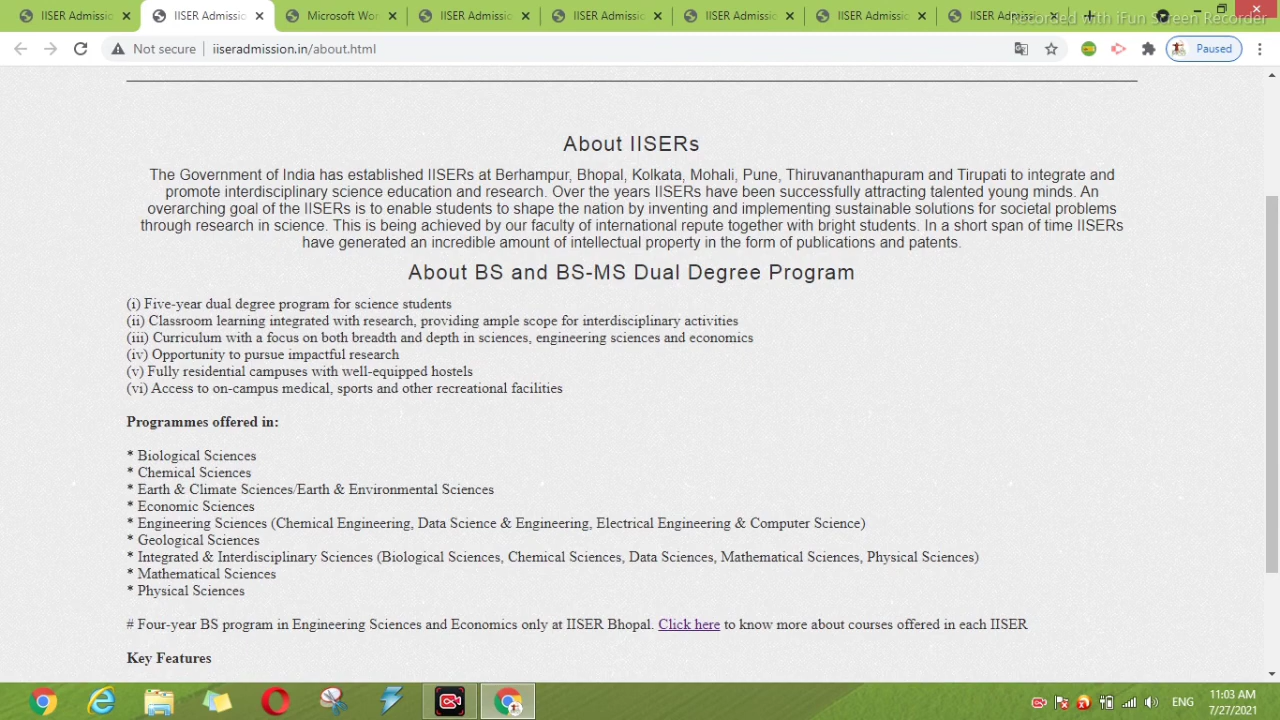 IISER Admissio
IISER Admissio
Microsoft Wor
IISER Admissio
IISER Admissio
IISER Admissio
IISER Admissio
IISER Admiss
Recorded with iFun Screen Recorder
Not secure
iiseradmission.in/about.html
Paused
About IISERs
The Government of India has established IISERs at Berhampur, Bhopal, Kolkata, Mohali, Pune, Thiruvananthapuram and Tirupati to integrate and
promote interdisciplinary science education and research. Over the years IISERs have been successfully attracting talented young minds. An
overarching goal of the IISERs is to enable students to shape the nation by inventing and implementing sustainable solutions for societal problems
through research in science. This is being achieved by our faculty of international repute together with bright students. In a short span of time IISERs
have generated an incredible amount of intellectual property in the form of publications and patents.
About BS and BS-MS Dual Degree Program
(i) Five-year dual degree program for science students
(ii) Classroom learning integrated with research, providing ample scope for interdisciplinary activities
(iii) Curriculum with a focus on both breadth and depth in sciences, engineering sciences and economics
(iv) Opportunity to pursue impactful research
(v) Fully residential campuses with well-equipped hostels
(vi) Access to on-campus medical, sports and other recreational facilities
Programmes offered in:
* Biological Sciences
* Chemical Sciences
* Earth & Climate Sciences/Earth & Environmental Sciences
* Economic Sciences
* Engineering Sciences (Chemical Engineering, Data Science & Engineering, Electrical Engineering & Computer Science)
* Geological Sciences
* Integrated & Interdisciplinary Sciences (Biological Sciences, Chemical Sciences, Data Sciences, Mathematical Sciences, Physical Sciences)
* Mathematical Sciences
* Physical Sciences
# Four-year BS program in Engineering Sciences and Economics only at IISER Bhopal. Click here to know more about courses offered in each IISER
Key Features
ENG
11:03 AM
7/27/2021